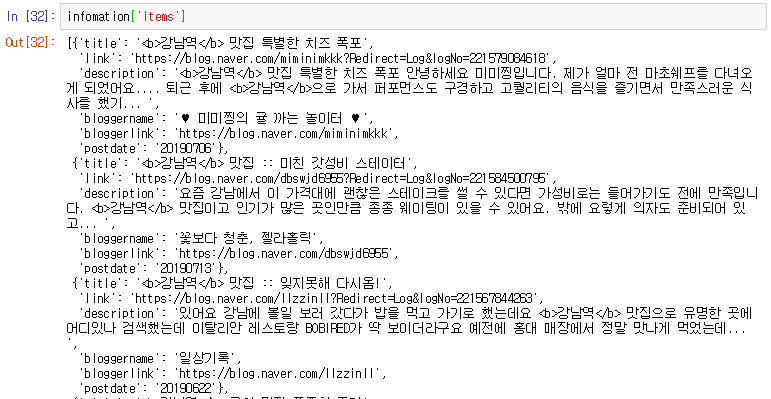 In [32]: infomation['items']
Out[32]: [{'title': '<b>강남역</b> 맛집 특별한 치즈 폭포',
'link': 'https://blog.naver.com/miminimkkk?Redirect=Log&logNo=221579084618',
'description': '<b>강남역</b> 맛집 특별한 치즈 폭포 안녕하세요 미미찡입니다. 제가 얼마 전 마초쉐프를 다녀오
게 되었어요.... 퇴근 후에 <b>강남역</b>으로 가서 퍼포먼스도 구경하고 고퀄리티의 음식을 즐기면서 만족스러운 식
사를 했기... ',
'bloggername': '♥ 미미찡의 귤 까는 놀이터 ♥',
'bloggerlink': 'https://blog.naver.com/miminimkkk',
'postdate': '20190706'},
{'title': '<b>강남역</b> 맛집 :: 미친 갓성비 스테이터',
'link': 'https://blog.naver.com/dbswjd6955?Redirect=Log&logNo=221584500795',
'description': '요즘 강남에서 이 가격대에 괜찮은 스테이크를 썰 수 있다면 가성비로는 들어가기도 전에 만족입니
다. <b>강남역</b> 맛집이고 인기가 많은 곳인만큼 종종 웨이팅이 있을 수 있어요. 밖에 요렇게 의자도 준비되어 있
고... ',
'bloggername': '꽃보다 청춘, 젤라홀릭',
'bloggerlink': 'https://blog.naver.com/dbswjd6955',
'postdate': '20190713'},
{'title': '<b>강남역</b> 맛집 :: 잊지못해 다시옴!',
'link': 'https://blog.naver.com/llzzinll?Redirect=Log&logNo=221567844263',
'description': '있어요 강남에 볼일 보러 갔다가 밥을 먹고 가기로 했는데요 <b>강남역</b> 맛집으로 유명한 곳에
어디있나 검색했는데 이탈리안 레스토랑 BOBIRED가 딱 보이더라구요 예전에 홍대 매장에서 정말 맛나게 먹었는데...
',
'bloggername': '일상기록',
'bloggerlink': 'https://blog.naver.com/llzzinll',
'postdate': '20190622'},